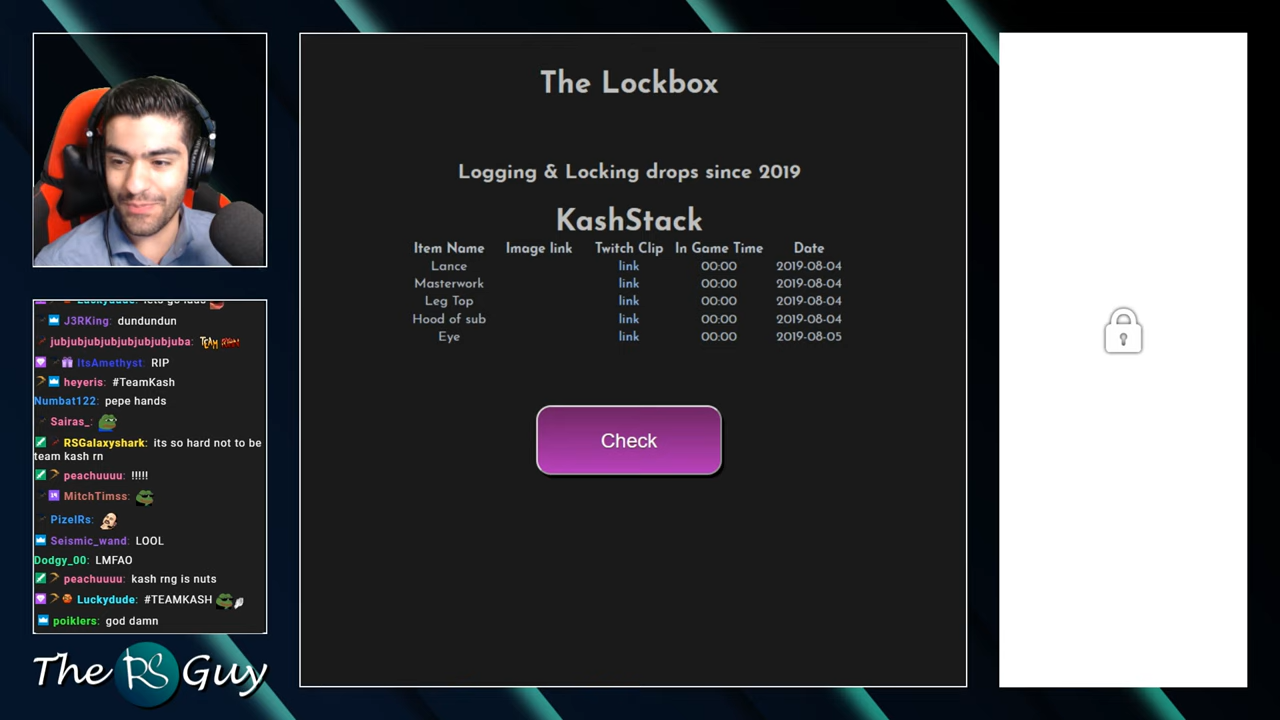 The Lockbox
Logging & Locking drops since 2019
KashStack
Item Name Image link Twitch Clip In Game Time Date
Lance link 00:00 2019-08-04
Masterwork link 00:00 2019-08-04
Leg Top link 00:00 2019-08-04
Hood of sub link 00:00 2019-08-04
Eye link 00:00 2019-08-05
Check
J3RKing: dundundun
jubjubjubjubjubjubjubjuba: TEAM
ItsAmethyst: RIP
heyeris: #TeamKash
Numbat122: pepe hands
Sairas_:
RSGalaxyshark: its so hard not to be
team kash rn
peachuuuu: !!!!!
MitchTimss:
PizelRs:
Seismic_wand: LOOL
Dodgy_00: LMFAO
peachuuuu: kash rng is nuts
Luckydude: #TEAMKASH
poiklers: god damn
The RS Guy